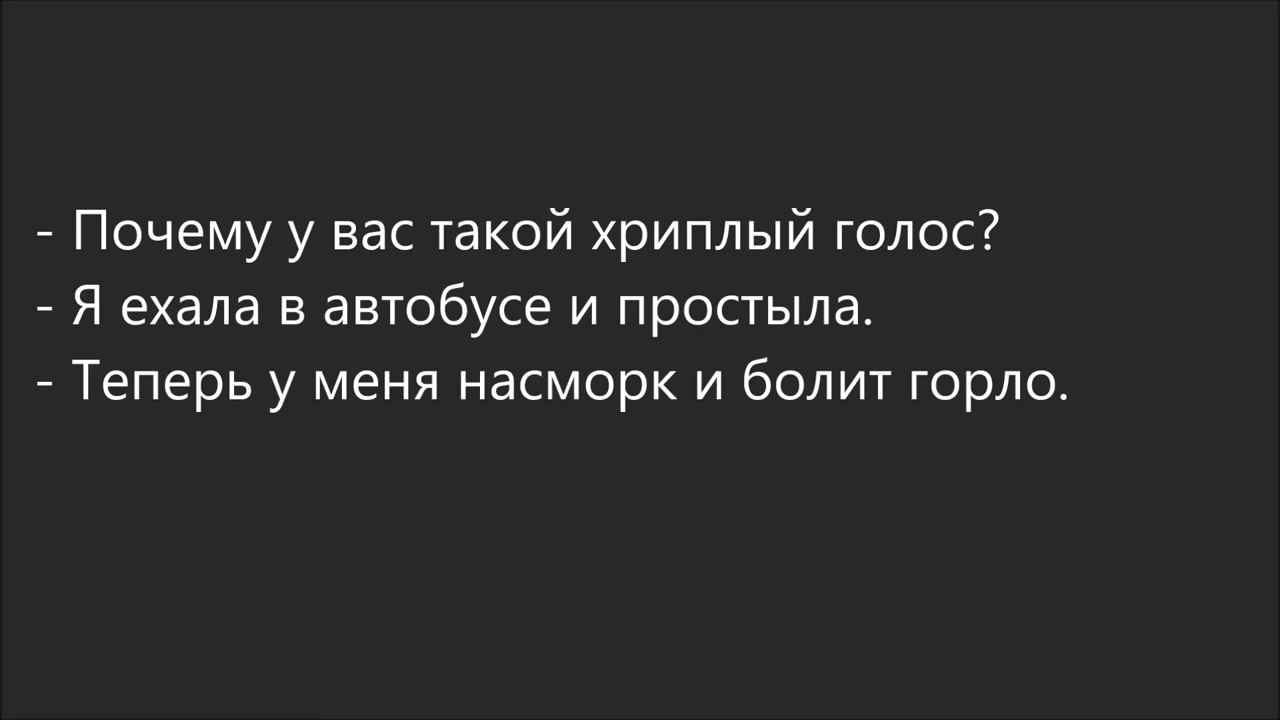 - Почему у вас такой хриплый голос?
- Я ехала в автобусе и простыла.
- Теперь у меня насморк и болит горло.